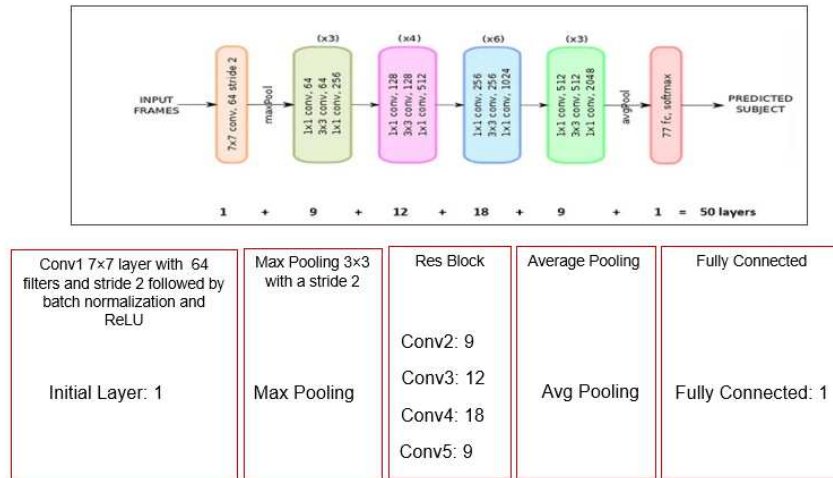 (x3)
(x4)
(x6)
(x3)
INPUT
FRAMES
7x7 conv, 64 stride 2
maxPool
1x1 conv, 64
3x3 conv, 64
1x1 conv, 256
1x1 conv, 128
3x3 conv, 128
1x1 conv, 512
1x1 conv, 256
3x3 conv, 256
1x1 conv, 1024
1x1 conv, 512
3x3 conv, 512
1x1 conv, 2048
avgPool
77 fc, softmax
PREDICTED
SUBJECT
1 + 9 + 12 + 18 + 9 + 1 = 50 layers
Conv1 7×7 layer with 64
filters and stride 2 followed by
batch normalization and
ReLU
Initial Layer: 1
Max Pooling 3×3
with a stride 2
Max Pooling
Res Block
Conv2: 9
Conv3: 12
Conv4: 18
Conv5: 9
Average Pooling
Avg Pooling
Fully Connected
Fully Connected: 1